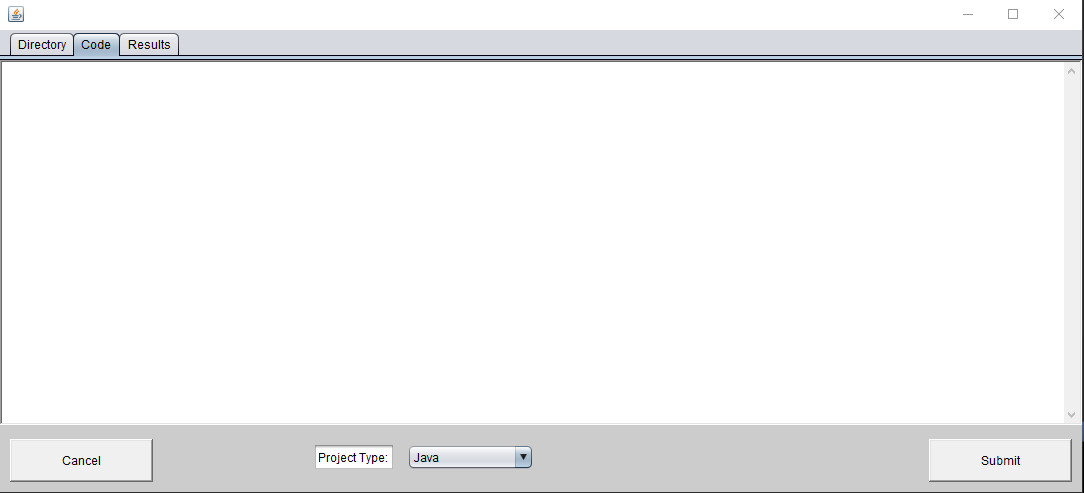 Directory Code Results
Cancel Project Type: Java Submit